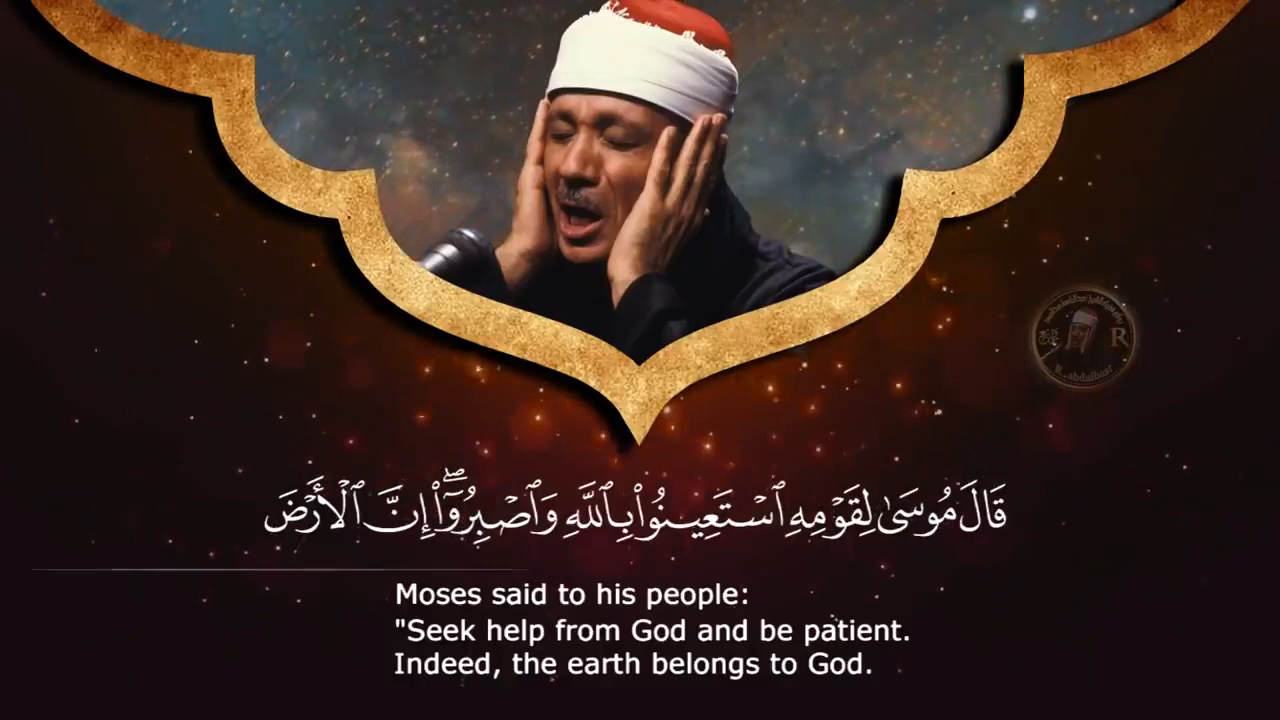 R
R..abdalbast
قَالَ مُوسَىٰ لِقَوْمِهِ ٱسْتَعِينُوا۟ بِٱللَّهِ وَٱصْبِرُوٓا۟ ۖ إِنَّ ٱلْأَرْضَ
Moses said to his people:
"Seek help from God and be patient.
Indeed, the earth belongs to God.